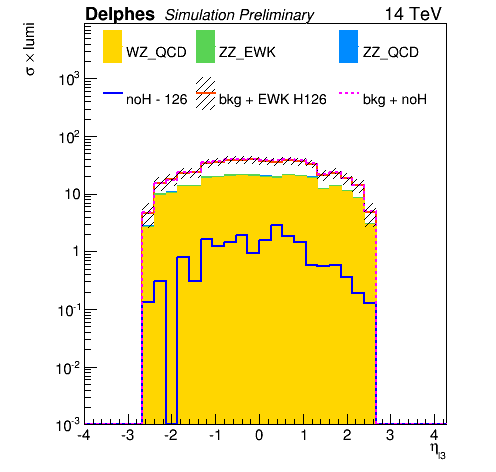 Delphes Simulation Preliminary 14 TeV
σ × lumi
WZ_QCD ZZ_EWK ZZ_QCD
noH - 126 bkg + EWK H126 bkg + noH
10³
10²
10
1
10⁻¹
10⁻²
10⁻³
-4 -3 -2 -1 0 1 2 3 4
η_l3